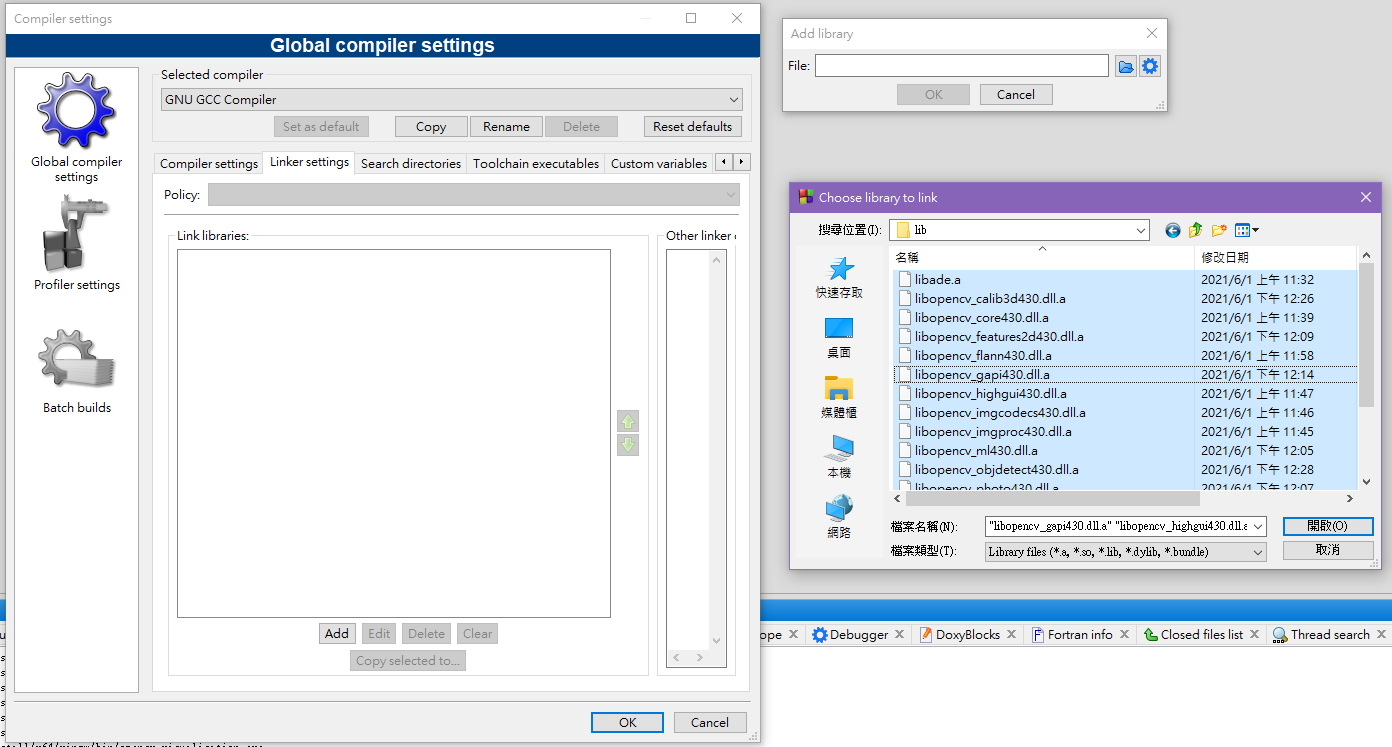 Compiler settings
Global compiler settings
Global compiler
settings
Profiler settings
Batch builds
Selected compiler
GNU GCC Compiler
Set as default
Copy
Rename
Delete
Reset defaults
Compiler settings
Linker settings
Search directories
Toolchain executables
Custom variables
Policy:
Link libraries:
Other linker
Add
Edit
Delete
Clear
Copy selected to...
OK
Cancel
Add library
File:
OK
Cancel
Choose library to link
搜尋位置(I):
lib
快速存取
桌面
媒體櫃
本機
網路
名稱 修改日期
libade.a 2021/6/1 上午 11:32
libopencv_calib3d430.dll.a 2021/6/1 下午 12:26
libopencv_core430.dll.a 2021/6/1 上午 11:39
libopencv_features2d430.dll.a 2021/6/1 下午 12:09
libopencv_flann430.dll.a 2021/6/1 上午 11:58
libopencv_gapi430.dll.a 2021/6/1 下午 12:14
libopencv_highgui430.dll.a 2021/6/1 上午 11:47
libopencv_imgcodecs430.dll.a 2021/6/1 上午 11:46
libopencv_imgproc430.dll.a 2021/6/1 上午 11:45
libopencv_ml430.dll.a 2021/6/1 下午 12:05
libopencv_objdetect430.dll.a 2021/6/1 下午 12:28
libopencv_photo430.dll.a 2021/6/1 下午 12:07
檔案名稱(N):
"libopencv_gapi430.dll.a" "libopencv_highgui430.dll.a
開啟(O)
檔案類型(T):
Library files (*.a, *.so, *.lib, *.dylib, *.bundle)
取消
ope
Debugger
DoxyBlocks
Fortran info
Closed files list
Thread search